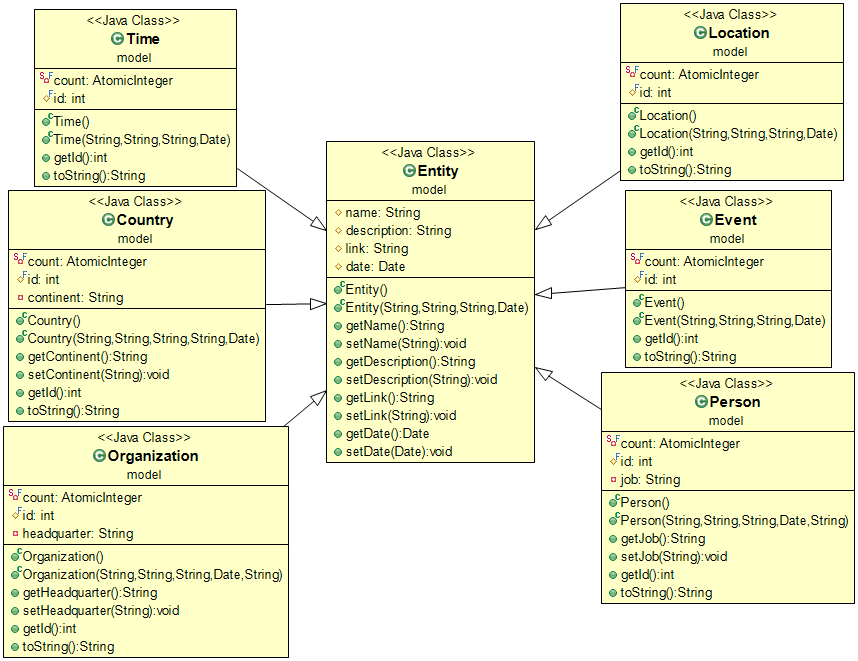 <<Java Class>>
Time
model
count: AtomicInteger
id: int
Time()
Time(String,String,String,Date)
getId():int
toString():String
<<Java Class>>
Country
model
count: AtomicInteger
id: int
continent: String
Country()
Country(String,String,String,String,Date)
getContinent():String
setContinent(String):void
getId():int
toString():String
<<Java Class>>
Organization
model
count: AtomicInteger
id: int
headquarter: String
Organization()
Organization(String,String,String,Date,String)
getHeadquarter():String
setHeadquarter(String):void
getId():int
toString():String
<<Java Class>>
Entity
model
name: String
description: String
link: String
date: Date
Entity()
Entity(String,String,String,Date)
getName():String
setName(String):void
getDescription():String
setDescription(String):void
getLink():String
setLink(String):void
getDate():Date
setDate(Date):void
<<Java Class>>
Location
model
count: AtomicInteger
id: int
Location()
Location(String,String,String,Date)
getId():int
toString():String
<<Java Class>>
Event
model
count: AtomicInteger
id: int
Event()
Event(String,String,String,Date)
getId():int
toString():String
<<Java Class>>
Person
model
count: AtomicInteger
id: int
job: String
Person()
Person(String,String,String,Date,String)
getJob():String
setJob(String):void
getId():int
toString():String